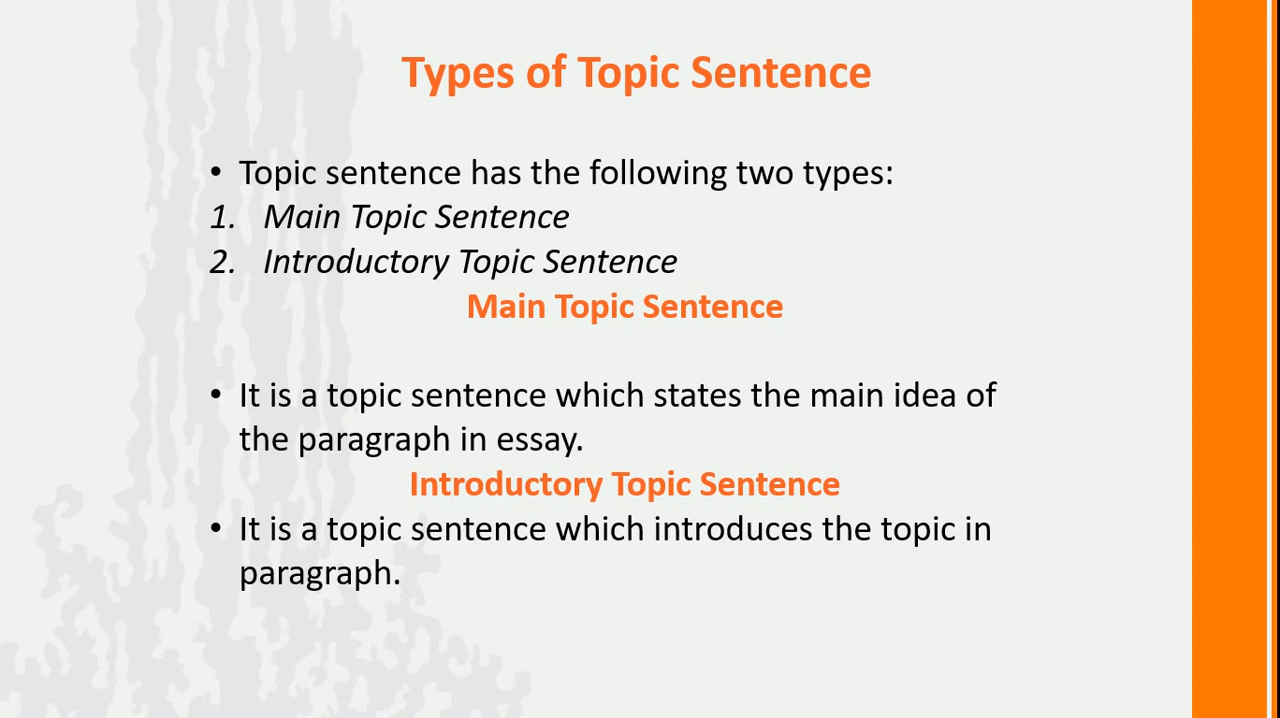 Types of Topic Sentence
• Topic sentence has the following two types:
1. Main Topic Sentence
2. Introductory Topic Sentence
Main Topic Sentence
• It is a topic sentence which states the main idea of
the paragraph in essay.
Introductory Topic Sentence
• It is a topic sentence which introduces the topic in
paragraph.